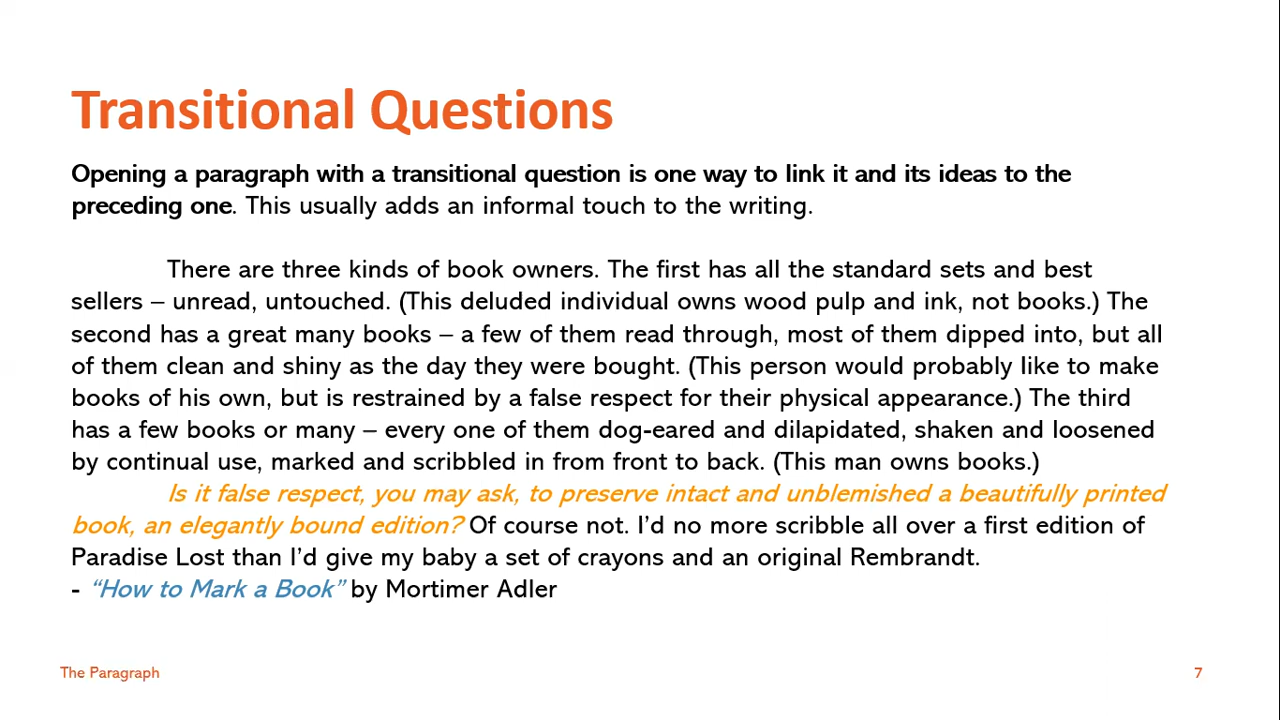 Transitional Questions
Opening a paragraph with a transitional question is one way to link it and its ideas to the
preceding one. This usually adds an informal touch to the writing.
There are three kinds of book owners. The first has all the standard sets and best
sellers – unread, untouched. (This deluded individual owns wood pulp and ink, not books.) The
second has a great many books – a few of them read through, most of them dipped into, but all
of them clean and shiny as the day they were bought. (This person would probably like to make
books of his own, but is restrained by a false respect for their physical appearance.) The third
has a few books or many – every one of them dog-eared and dilapidated, shaken and loosened
by continual use, marked and scribbled in from front to back. (This man owns books.)
Is it false respect, you may ask, to preserve intact and unblemished a beautifully printed
book, an elegantly bound edition? Of course not. I’d no more scribble all over a first edition of
Paradise Lost than I’d give my baby a set of crayons and an original Rembrandt.
- “How to Mark a Book” by Mortimer Adler
The Paragraph
7